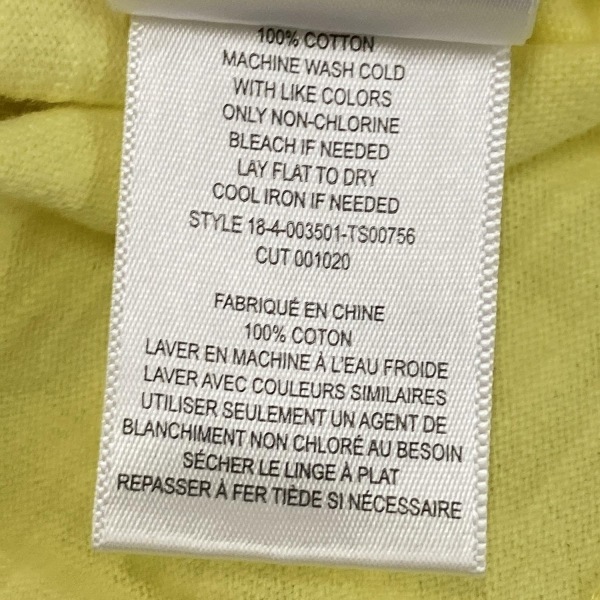 100% COTTON
MACHINE WASH COLD
WITH LIKE COLORS
ONLY NON-CHLORINE
BLEACH IF NEEDED
LAY FLAT TO DRY
COOL IRON IF NEEDED
STYLE 18-4-003501-TS00756
CUT 001020
FABRIQUÉ EN CHINE
100% COTON
LAVER EN MACHINE À L'EAU FROIDE
LAVER AVEC COULEURS SIMILAIRES
UTILISER SEULEMENT UN AGENT DE
BLANCHIMENT NON CHLORÉ AU BESOIN
SÉCHER LE LINGE À PLAT
REPASSER À FER TIÈDE SI NÉCESSAIRE